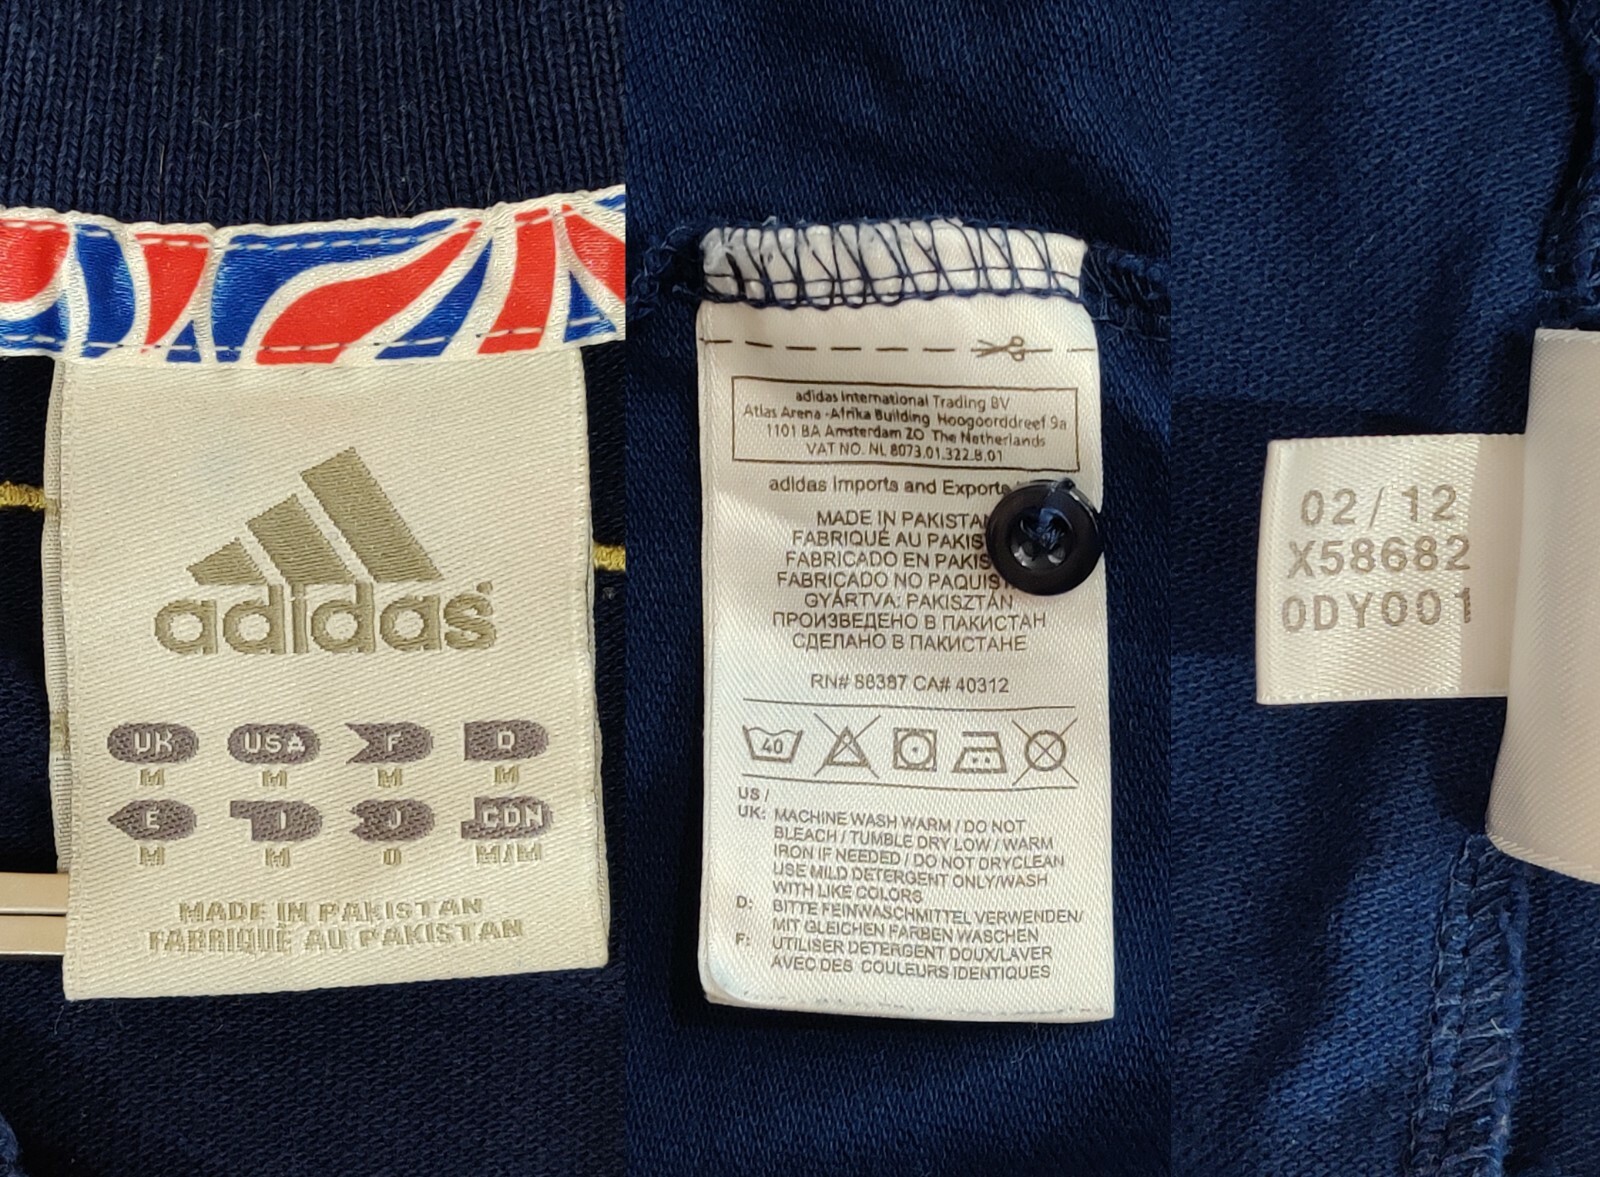 adidas
UK USA F D
M M M M
E I J CDN
M M O M/M
MADE IN PAKISTAN
FABRIQUÉ AU PAKISTAN
adidas International Trading BV
Atlas Arena -Afrika Building Hoogoorddreef 9a
1101 BA Amsterdam ZO The Netherlands
VAT NO. NL 8073.01.322.B.01
adidas Imports and Exports
MADE IN PAKISTAN
FABRIQUÉ AU PAKIS
FABRICADO EN PAKIS
FABRICADO NO PAQUIST
GYÁRTVA: PAKISZTÁN
ПРОИЗВЕДЕНО В ПАКИСТАН
СДЕЛАНО В ПАКИСТАНЕ
RN# 88387 CA# 40312
40
US /
UK: MACHINE WASH WARM / DO NOT
BLEACH / TUMBLE DRY LOW / WARM
IRON IF NEEDED / DO NOT DRYCLEAN
USE MILD DETERGENT ONLY/WASH
WITH LIKE COLORS
D: BITTE FEINWASCHMITTEL VERWENDEN/
MIT GLEICHEN FARBEN WASCHEN
F: UTILISER DETERGENT DOUX/LAVER
AVEC DES COULEURS IDENTIQUES
02 / 12
X58682
0DY001